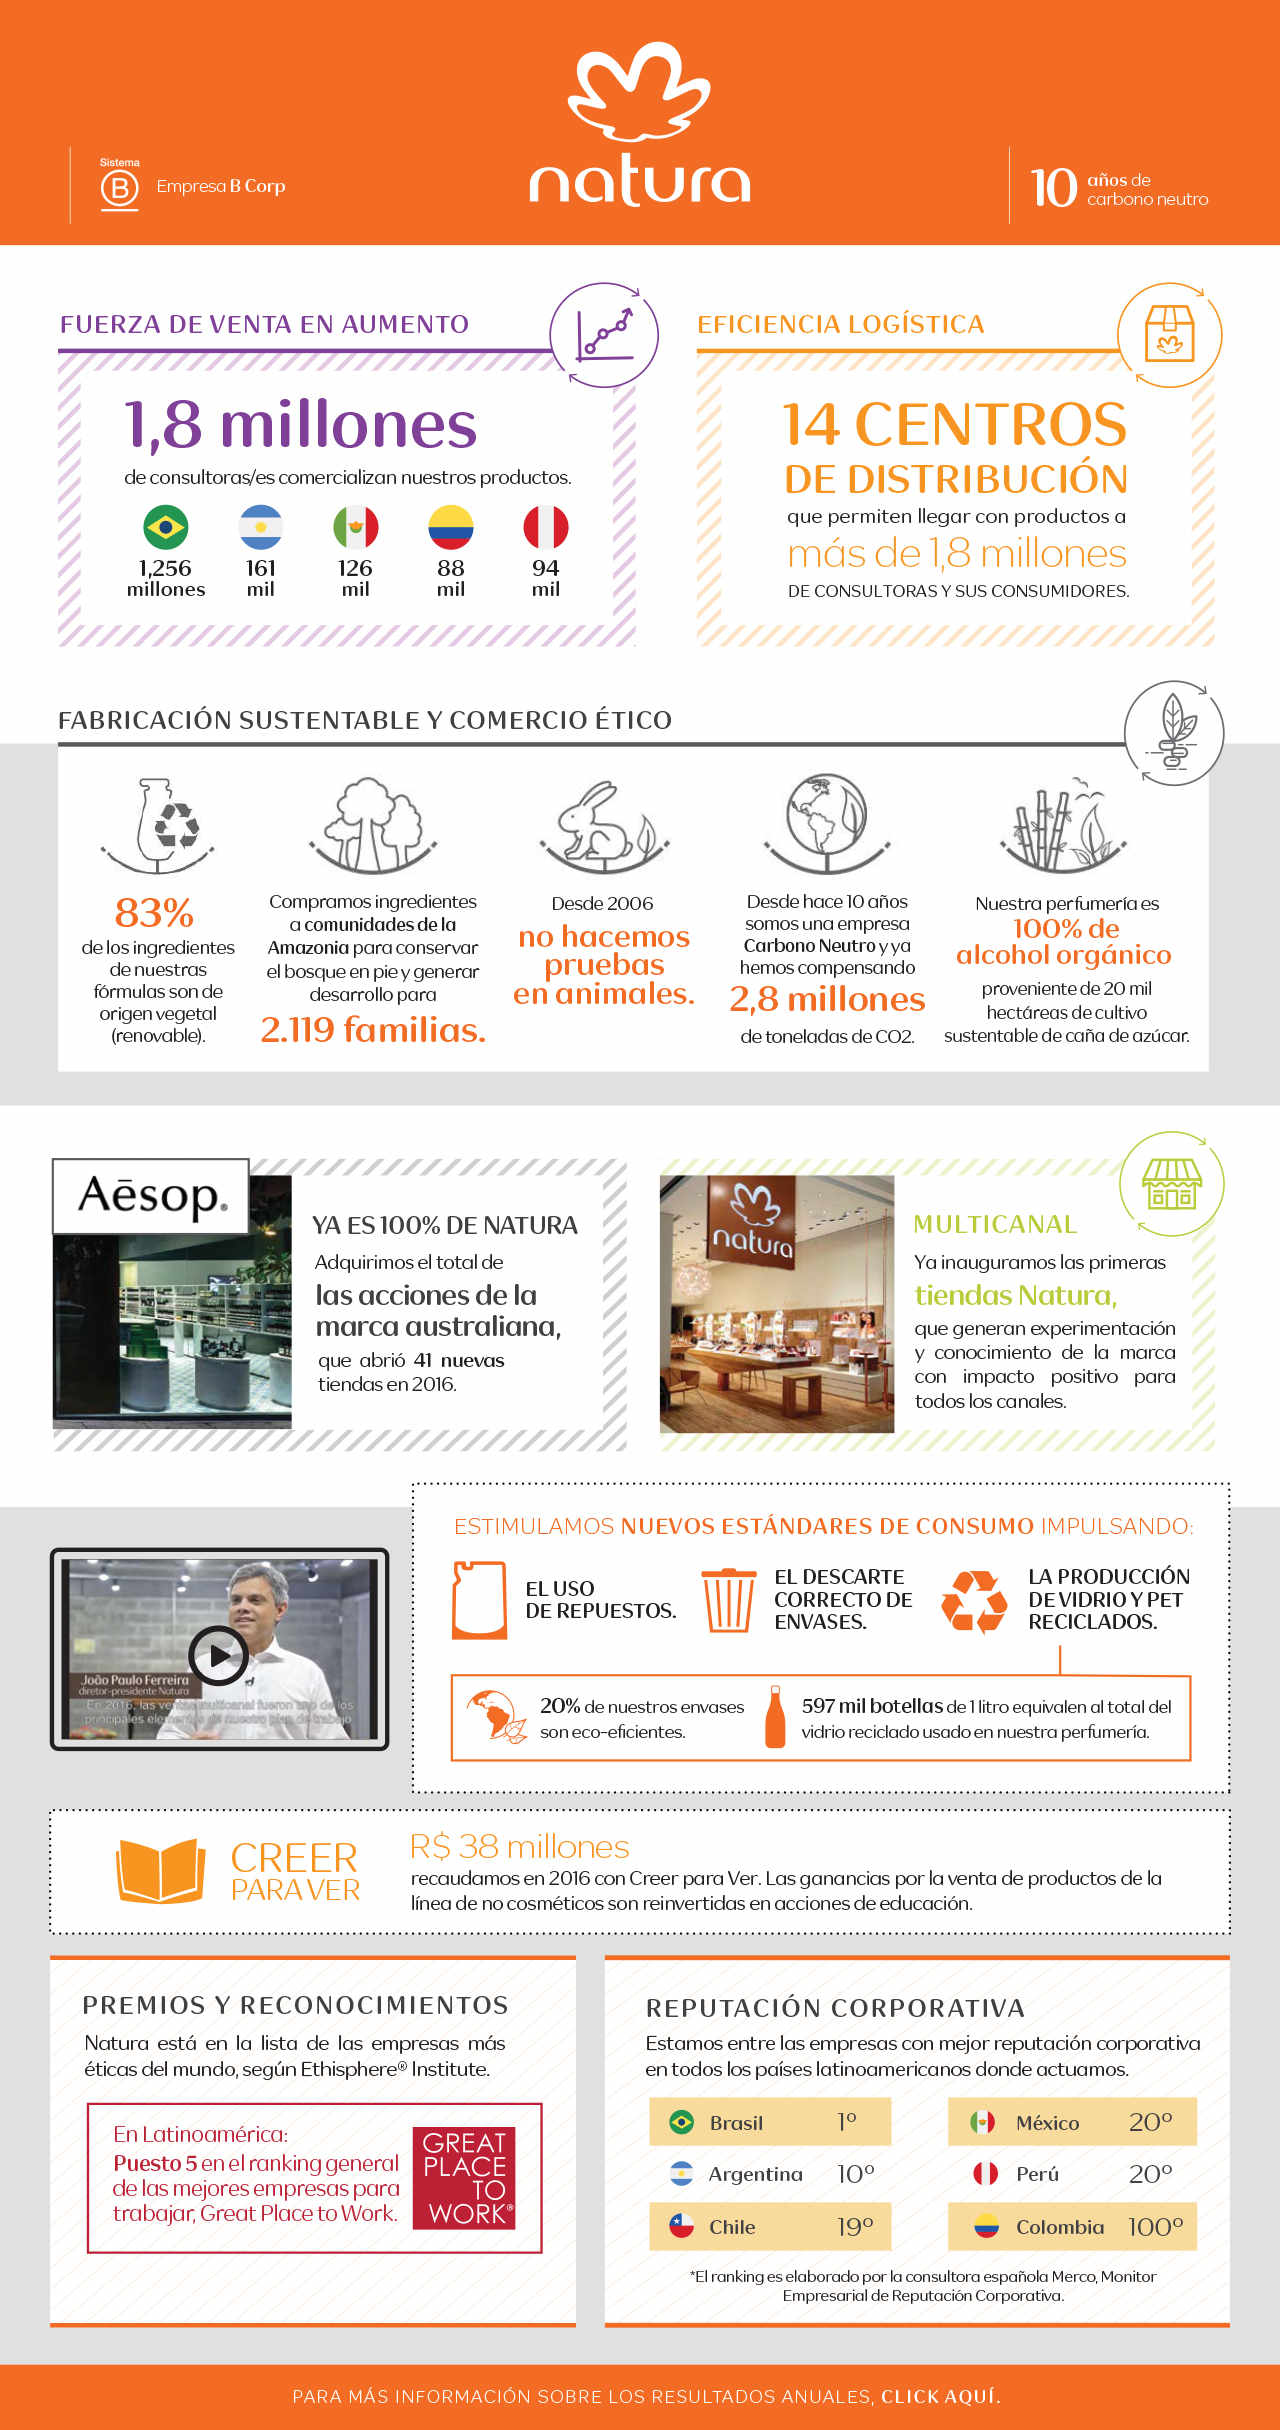 Sistema
B
Empresa B Corp
natura
10
años de
carbono neutro
FUERZA DE VENTA EN AUMENTO
1,8 millones
de consultoras/es comercializan nuestros productos.
1,256
millones
161
mil
126
mil
88
mil
94
mil
EFICIENCIA LOGÍSTICA
14 CENTROS
DE DISTRIBUCIÓN
que permiten llegar con productos a
más de 1,8 millones
DE CONSULTORAS Y SUS CONSUMIDORES.
FABRICACIÓN SUSTENTABLE Y COMERCIO ÉTICO
83%
de los ingredientes
de nuestras
fórmulas son de
origen vegetal
(renovable).
Compramos ingredientes
a comunidades de la
Amazonia para conservar
el bosque en pie y generar
desarrollo para
2.119 familias.
Desde 2006
no hacemos
pruebas
en animales.
Desde hace 10 años
somos una empresa
Carbono Neutro y ya
hemos compensando
2,8 millones
de toneladas de CO2.
Nuestra perfumería es
100% de
alcohol orgánico
proveniente de 20 mil
hectáreas de cultivo
sustentable de caña de azúcar.
Aēsop.
YA ES 100% DE NATURA
Adquirimos el total de
las acciones de la
marca australiana,
que abrió 41 nuevas
tiendas en 2016.
natura
MULTICANAL
Ya inauguramos las primeras
tiendas Natura,
que generan experimentación
y conocimiento de la marca
con impacto positivo para
todos los canales.
João Paulo Ferreira
diretor-presidente Natura
En 2016, las ventas multicanal fueron uno de los
principales elementos de nuestro plan de trabajo
ESTIMULAMOS NUEVOS ESTÁNDARES DE CONSUMO IMPULSANDO:
EL USO
DE REPUESTOS.
EL DESCARTE
CORRECTO DE
ENVASES.
LA PRODUCCIÓN
DE VIDRIO Y PET
RECICLADOS.
20% de nuestros envases
son eco-eficientes.
597 mil botellas de 1 litro equivalen al total del
vidrio reciclado usado en nuestra perfumería.
CREER
PARA VER
R$ 38 millones
recaudamos en 2016 con Creer para Ver. Las ganancias por la venta de productos de la
línea de no cosméticos son reinvertidas en acciones de educación.
PREMIOS Y RECONOCIMIENTOS
Natura está en la lista de las empresas más
éticas del mundo, según Ethisphere® Institute.
En Latinoamérica:
Puesto 5 en el ranking general
de las mejores empresas para
trabajar, Great Place to Work.
GREAT
PLACE
TO
WORK®
REPUTACIÓN CORPORATIVA
Estamos entre las empresas con mejor reputación corporativa
en todos los países latinoamericanos donde actuamos.
Brasil 1º
Argentina 10º
Chile 19º
México 20º
Perú 20º
Colombia 100º
*El ranking es elaborado por la consultora española Merco, Monitor
Empresarial de Reputación Corporativa.
PARA MÁS INFORMACIÓN SOBRE LOS RESULTADOS ANUALES, CLICK AQUÍ.